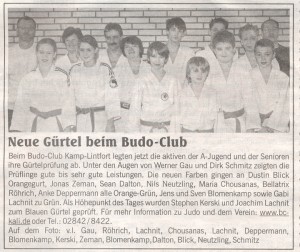 Neue Gürtel beim Budo-Club
Beim Budo-Club Kamp-Lintfort legten jetzt die aktiven der A-Jugend und der Senioren
ihre Gürtelprüfung ab. Unter den Augen von Werner Gau und Dirk Schmitz zeigten die
Prüflinge gute bis sehr gute Leistungen. Die neuen Farben gingen an Dustin Blick
Orangegurt, Jonas Zeman, Sean Dalton, Nils Neutzling, Maria Chousanas, Bellatrix
Röhrich, Anke Deppermann alle Orange-Grün, Jens und Sven Blomenkamp sowie Gabi
Lachnit zu Grün. Als Höhepunkt des Tages wurden Stephen Kerski und Joachim Lachnit
zum Blauen Gürtel geprüft. Für mehr Information zu Judo und dem Verein: www.bc-
kali.de oder Tel.: 02842/8422.
Auf dem Foto: v.l. Gau, Röhrich, Lachnit, Chousanas, Lachnit, Deppermann,
Blomenkamp, Kerski, Zeman, Blomenkamp, Dalton, Blick, Neutzling, Schmitz